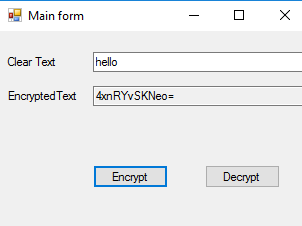 Main form
Clear Text hello
EncryptedText 4xnRYvSKNeo=
Encrypt Decrypt